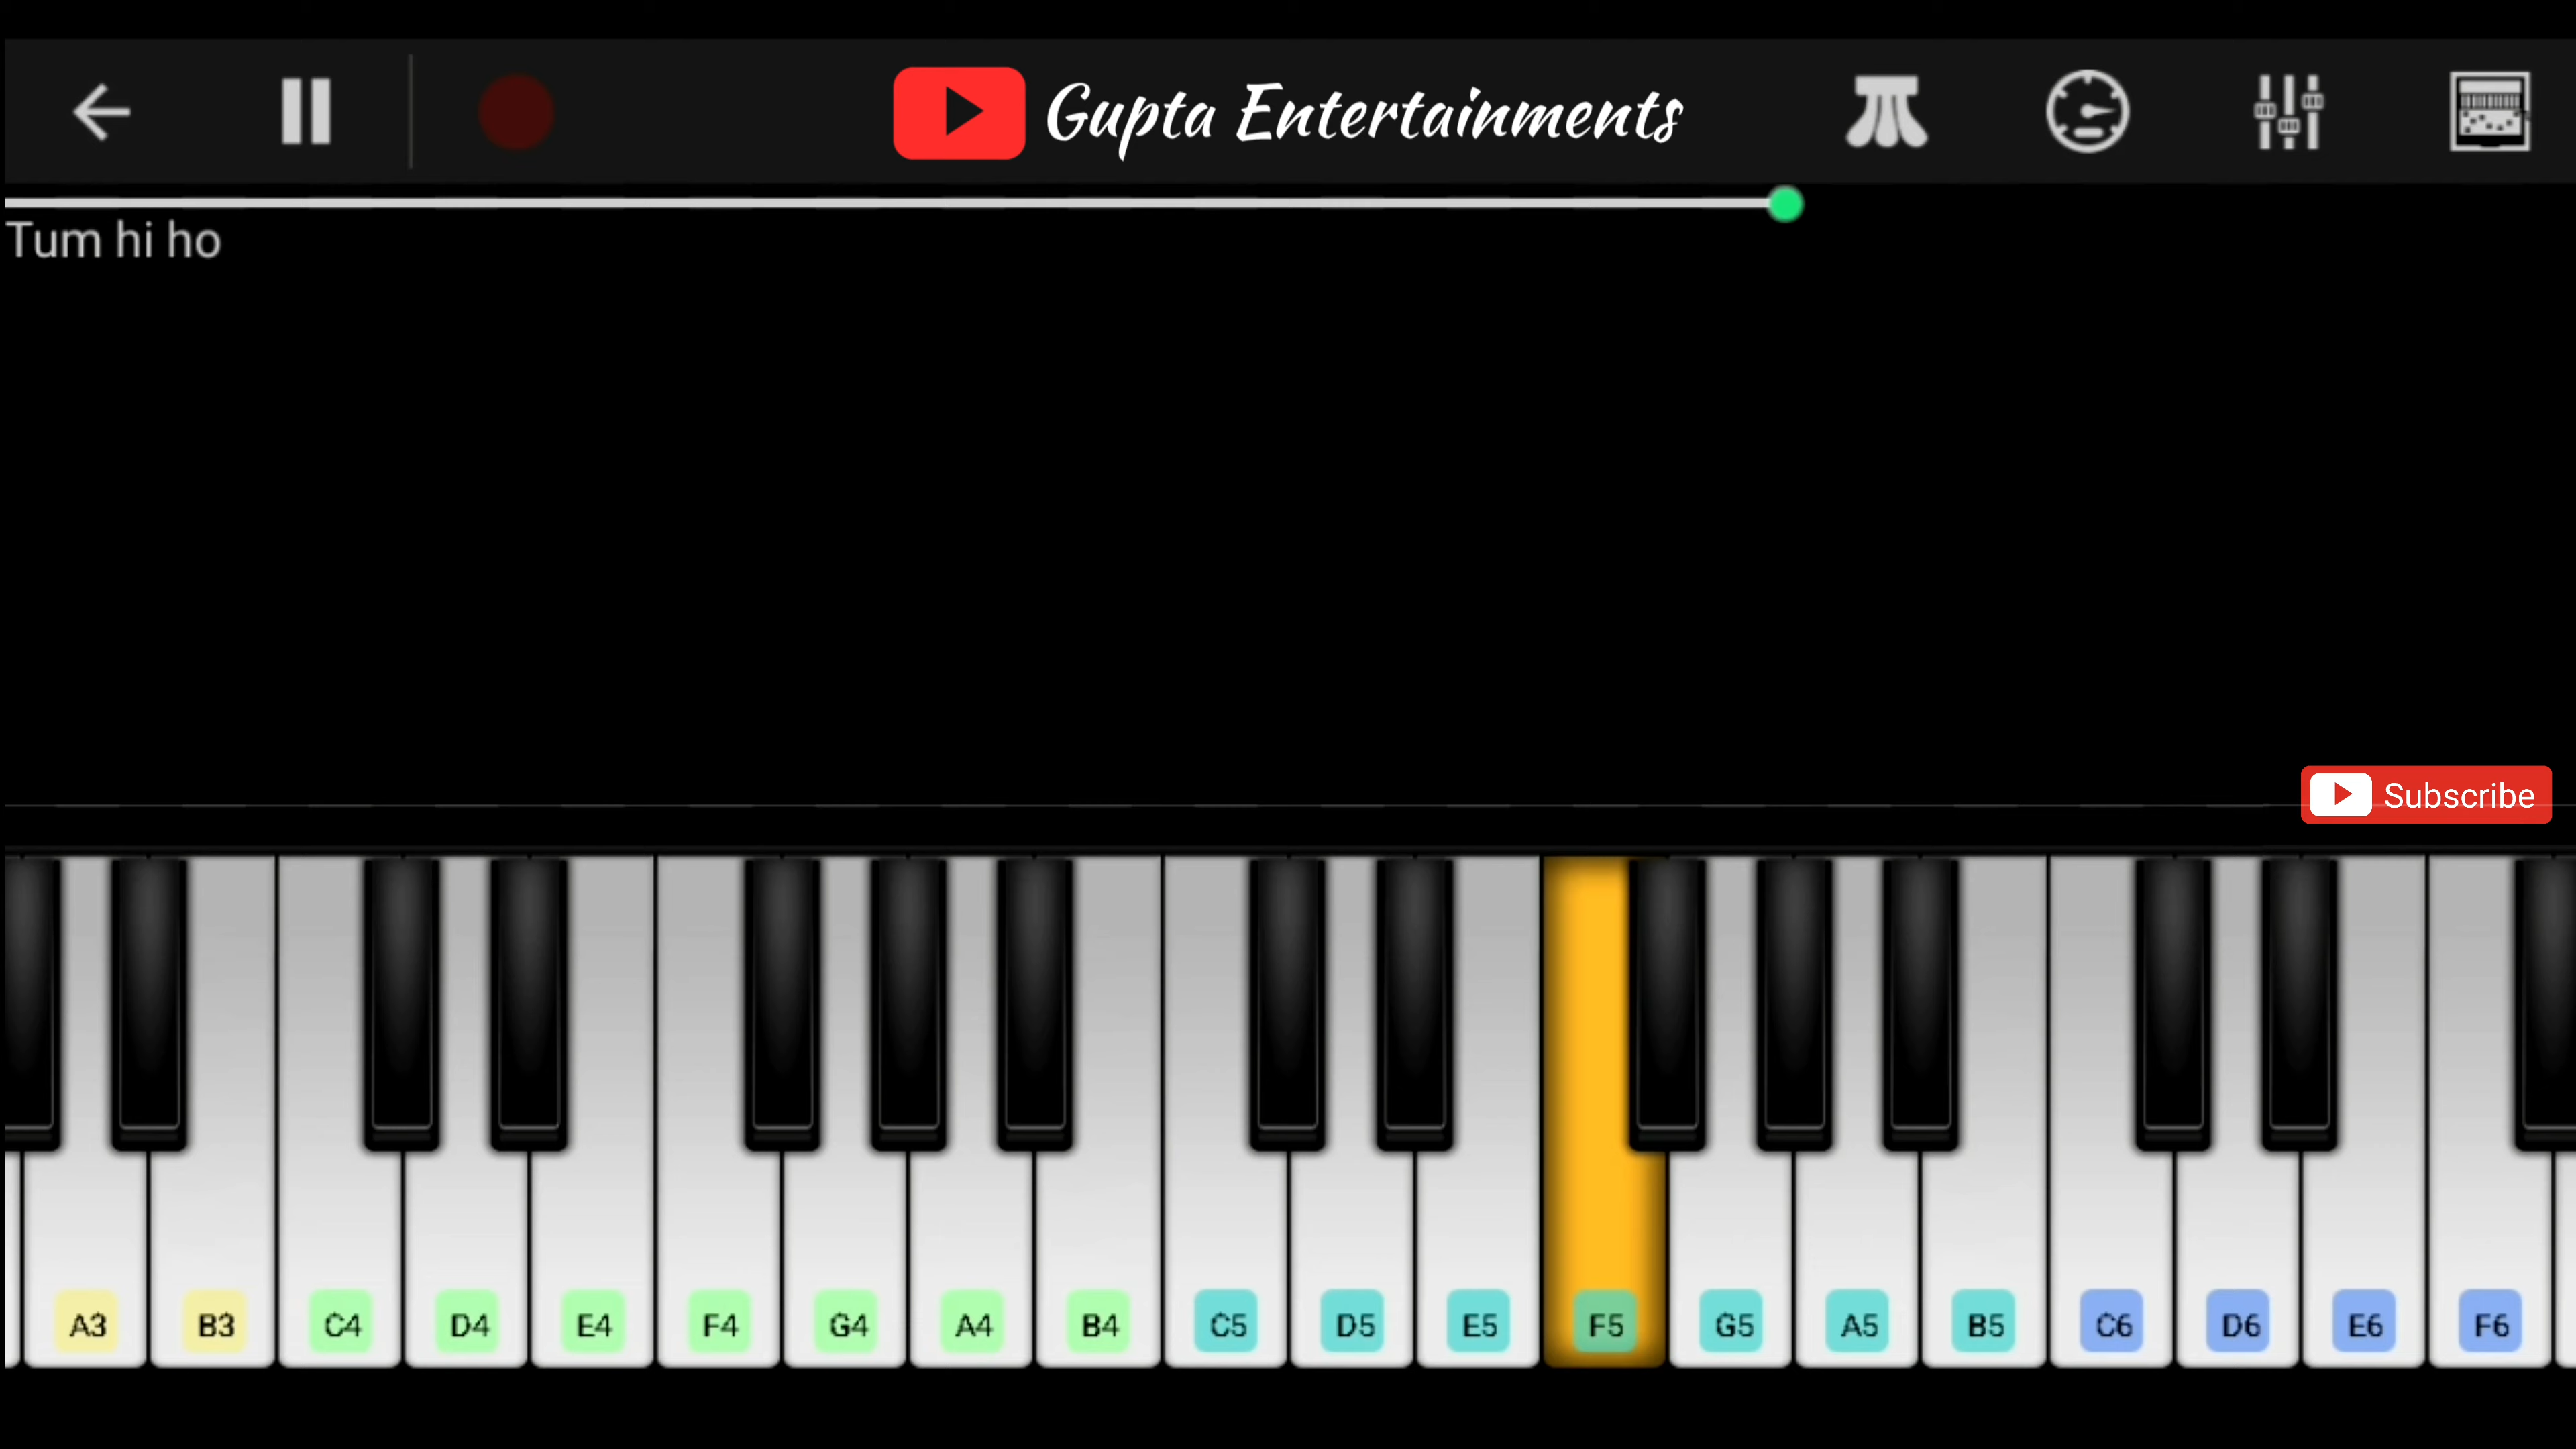 Gupta Entertainments
Tum hi ho
Subscribe
A3 B3 C4 D4 E4 F4 G4 A4 B4 C5 D5 E5 F5 G5 A5 B5 C6 D6 E6 F6